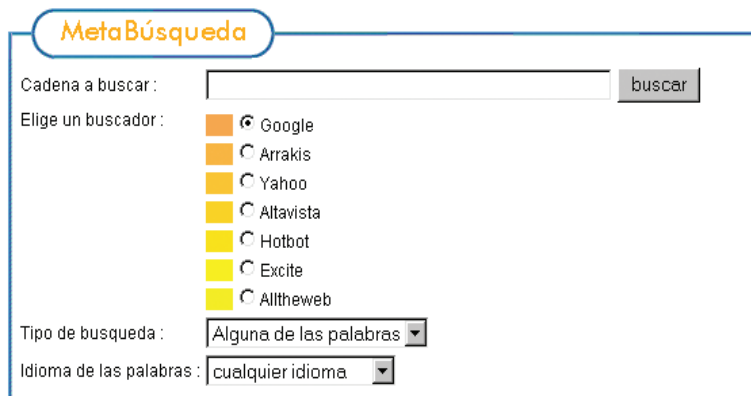 MetaBúsqueda
Cadena a buscar :
buscar
Elige un buscador :
Google
Arrakis
Yahoo
Altavista
Hotbot
Excite
Alltheweb
Tipo de busqueda : Alguna de las palabras
Idioma de las palabras : cualquier idioma